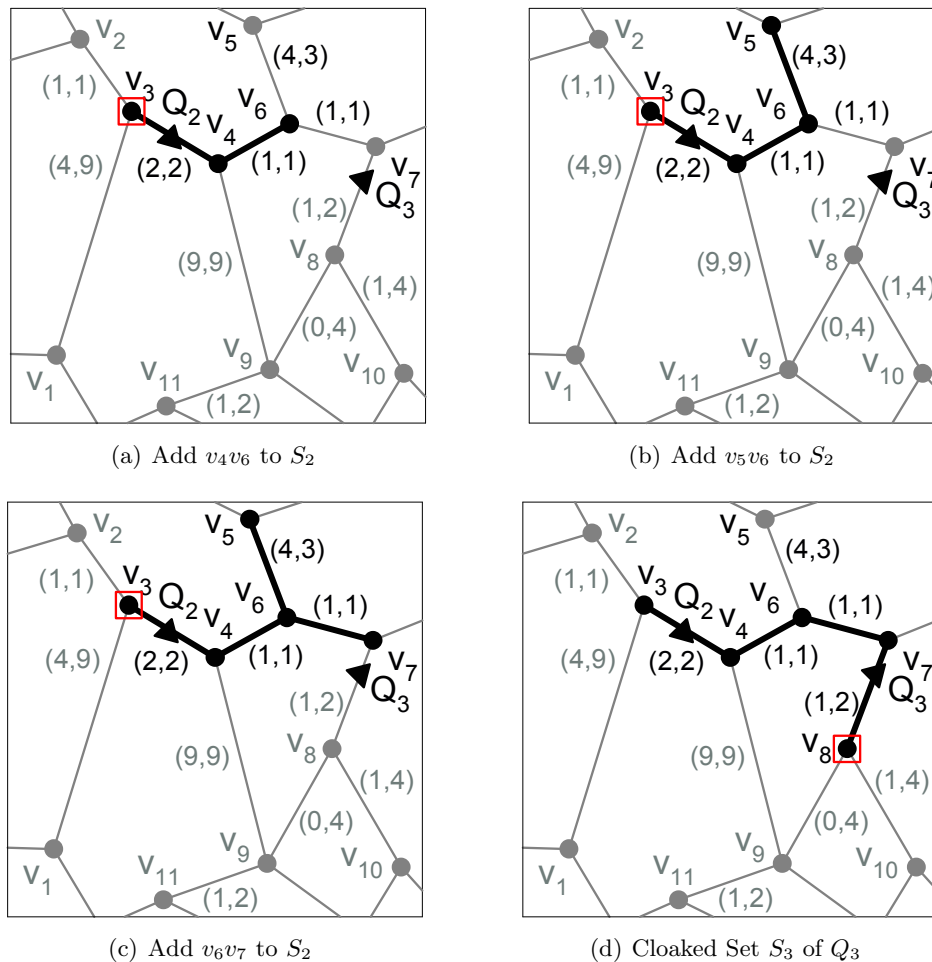 v5
v2
(4,3)
(1,1)
v3 Q2
v4
v6
(1,1)
(4,9)
(2,2)
(1,1)
v7
(1,2)
Q3
v8
(9,9)
(1,4)
(0,4)
v9
v10
v1
v11
(1,2)
(a) Add v4v6 to S2
v5
v2
(4,3)
(1,1)
v3 Q2
v4
v6
(1,1)
(4,9)
(2,2)
(1,1)
v7
(1,2)
Q3
v8
(9,9)
(1,4)
(0,4)
v9
v10
v1
v11
(1,2)
(b) Add v5v6 to S2
v5
v2
(4,3)
(1,1)
v3 Q2
v4
v6
(1,1)
(4,9)
(2,2)
(1,1)
v7
(1,2)
Q3
v8
(9,9)
(1,4)
(0,4)
v9
v10
v1
v11
(1,2)
(c) Add v6v7 to S2
v5
v2
(4,3)
(1,1)
v3 Q2
v4
v6
(1,1)
(4,9)
(2,2)
(1,1)
v7
(1,2)
Q3
v8
(9,9)
(1,4)
(0,4)
v9
v10
v1
v11
(1,2)
(d) Cloaked Set S3 of Q3